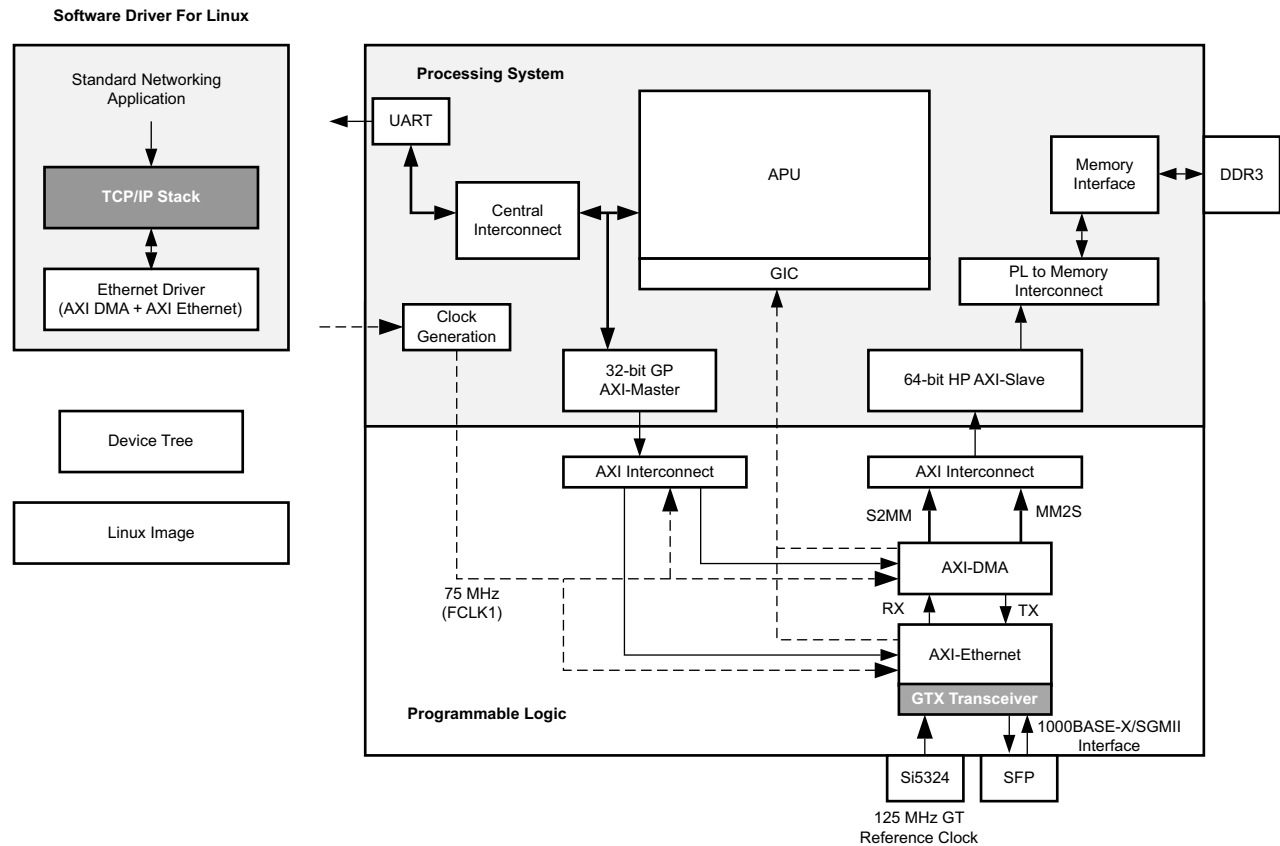 Software Driver For Linux
Standard Networking
Application
TCP/IP Stack
Ethernet Driver
(AXI DMA + AXI Ethernet)
Device Tree
Linux Image
Processing System
UART
Central
Interconnect
APU
GIC
Memory
Interface
DDR3
PL to Memory
Interconnect
Clock
Generation
32-bit GP
AXI-Master
64-bit HP AXI-Slave
AXI Interconnect
AXI Interconnect
S2MM
MM2S
AXI-DMA
75 MHz
(FCLK1)
RX
TX
AXI-Ethernet
GTX Transceiver
Programmable Logic
1000BASE-X/SGMII
Interface
Si5324
SFP
125 MHz GT
Reference Clock